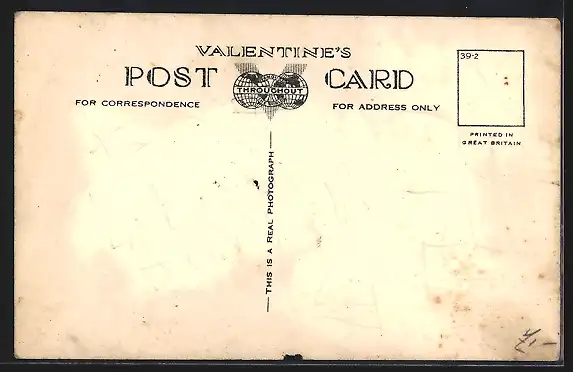 VALENTINE'S
POST CARD
THROUGHOUT
FOR CORRESPONDENCE
FOR ADDRESS ONLY
39-2
PRINTED IN
GREAT BRITAIN
THIS IS A REAL PHOTOGRAPH